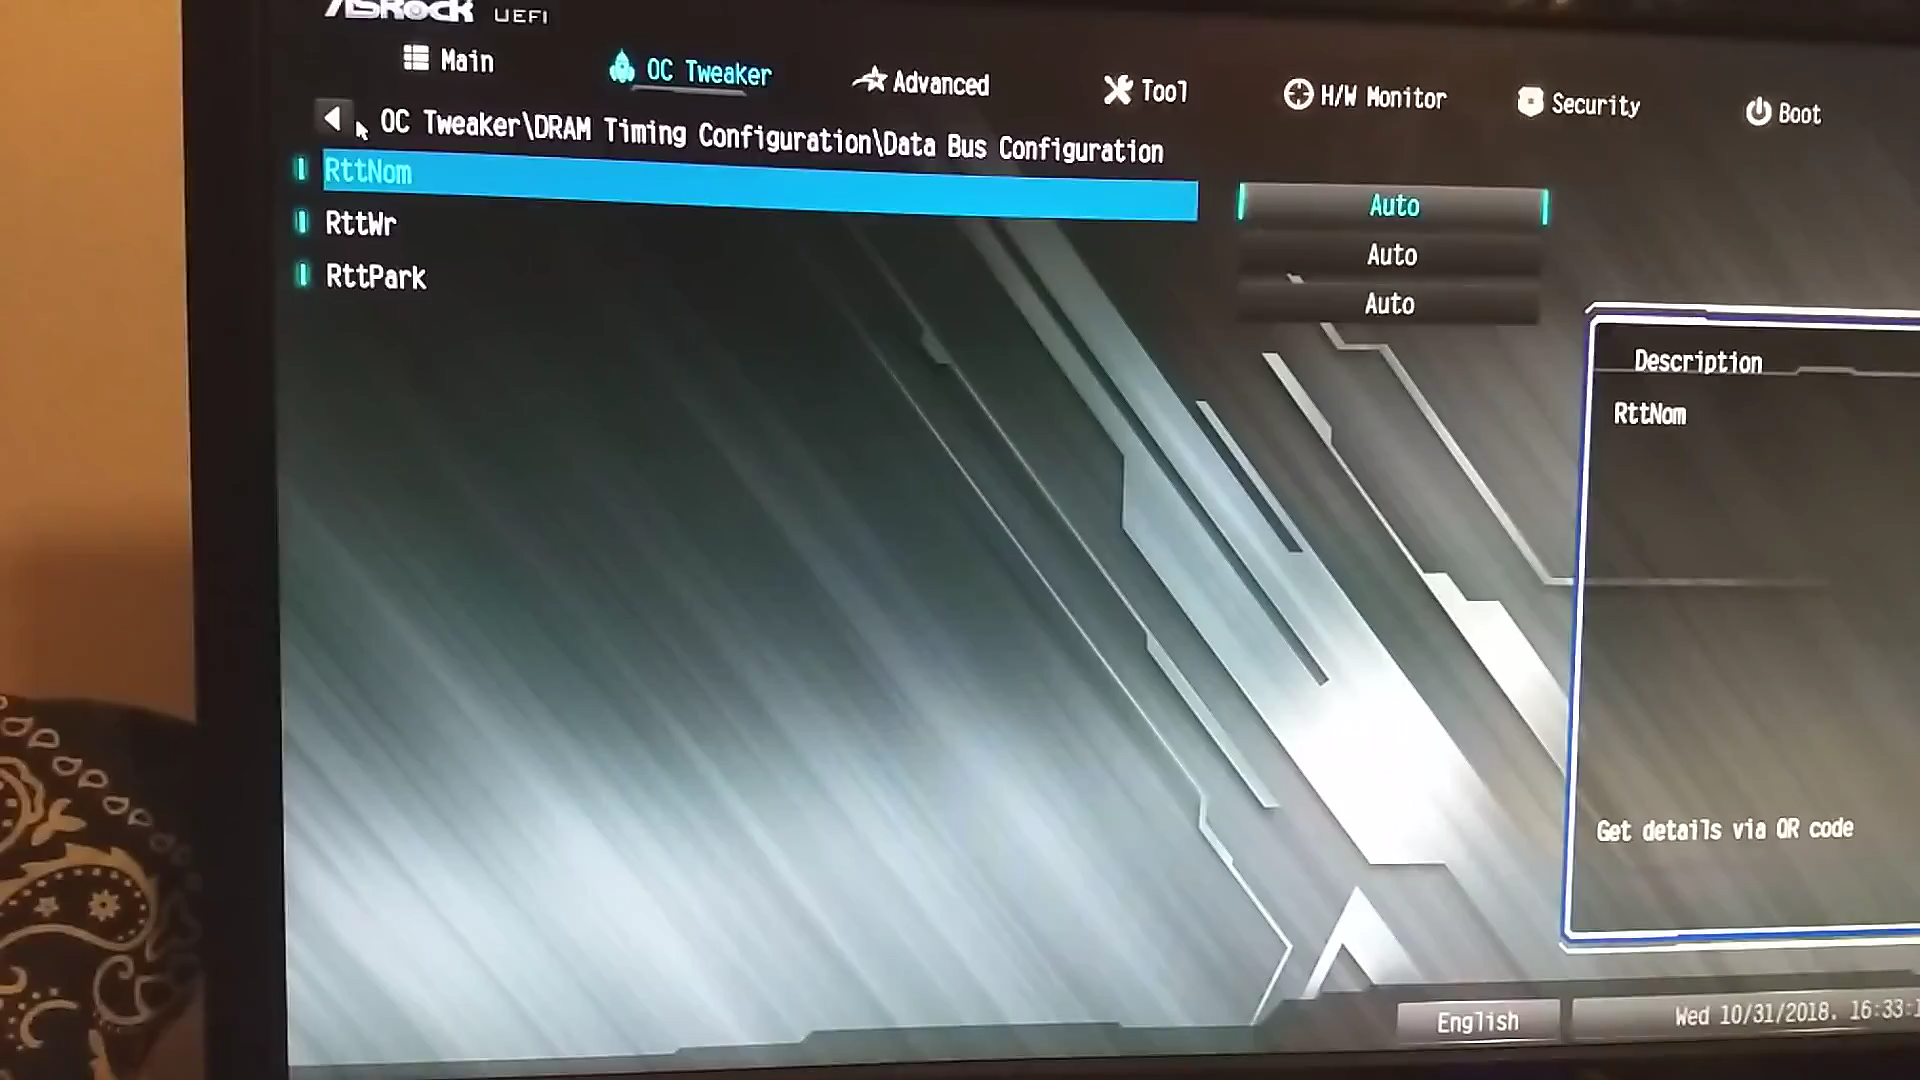 ASRock UEFI
Main
OC Tweaker
Advanced
Tool
H/W Monitor
Security
Boot
OC Tweaker\DRAM Timing Configuration\Data Bus Configuration
RttNom Auto
RttWr Auto
RttPark Auto
Description
RttNom
Get details via QR code
English
Wed 10/31/2018. 16:33:1